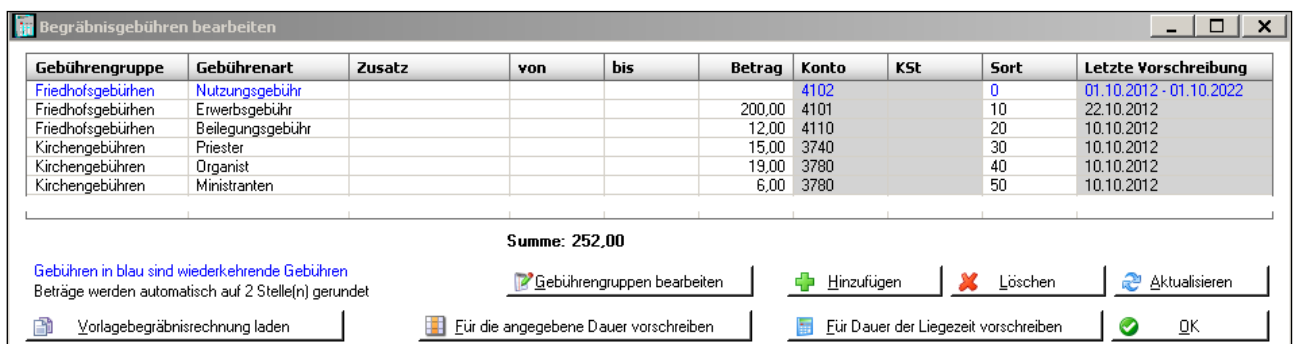 Begräbnisgebühren bearbeiten
Gebührengruppe Gebührenart Zusatz von bis Betrag Konto KSt Sort Letzte Vorschreibung
Friedhofsgebürhen Nutzungsgebühr 4102 0 01.10.2012 - 01.10.2022
Friedhofsgebürhen Erwerbsgebühr 200,00 4101 10 22.10.2012
Friedhofsgebürhen Beilegungsgebühr 12,00 4110 20 10.10.2012
Kirchengebühren Priester 15,00 3740 30 10.10.2012
Kirchengebühren Organist 19,00 3780 40 10.10.2012
Kirchengebühren Ministranten 6,00 3780 50 10.10.2012
Summe: 252,00
Gebühren in blau sind wiederkehrende Gebühren
Beträge werden automatisch auf 2 Stelle(n) gerundet
Gebührengruppen bearbeiten Hinzufügen Löschen Aktualisieren
Vorlagebegräbnisrechnung laden Für die angegebene Dauer vorschreiben Für Dauer der Liegezeit vorschreiben OK